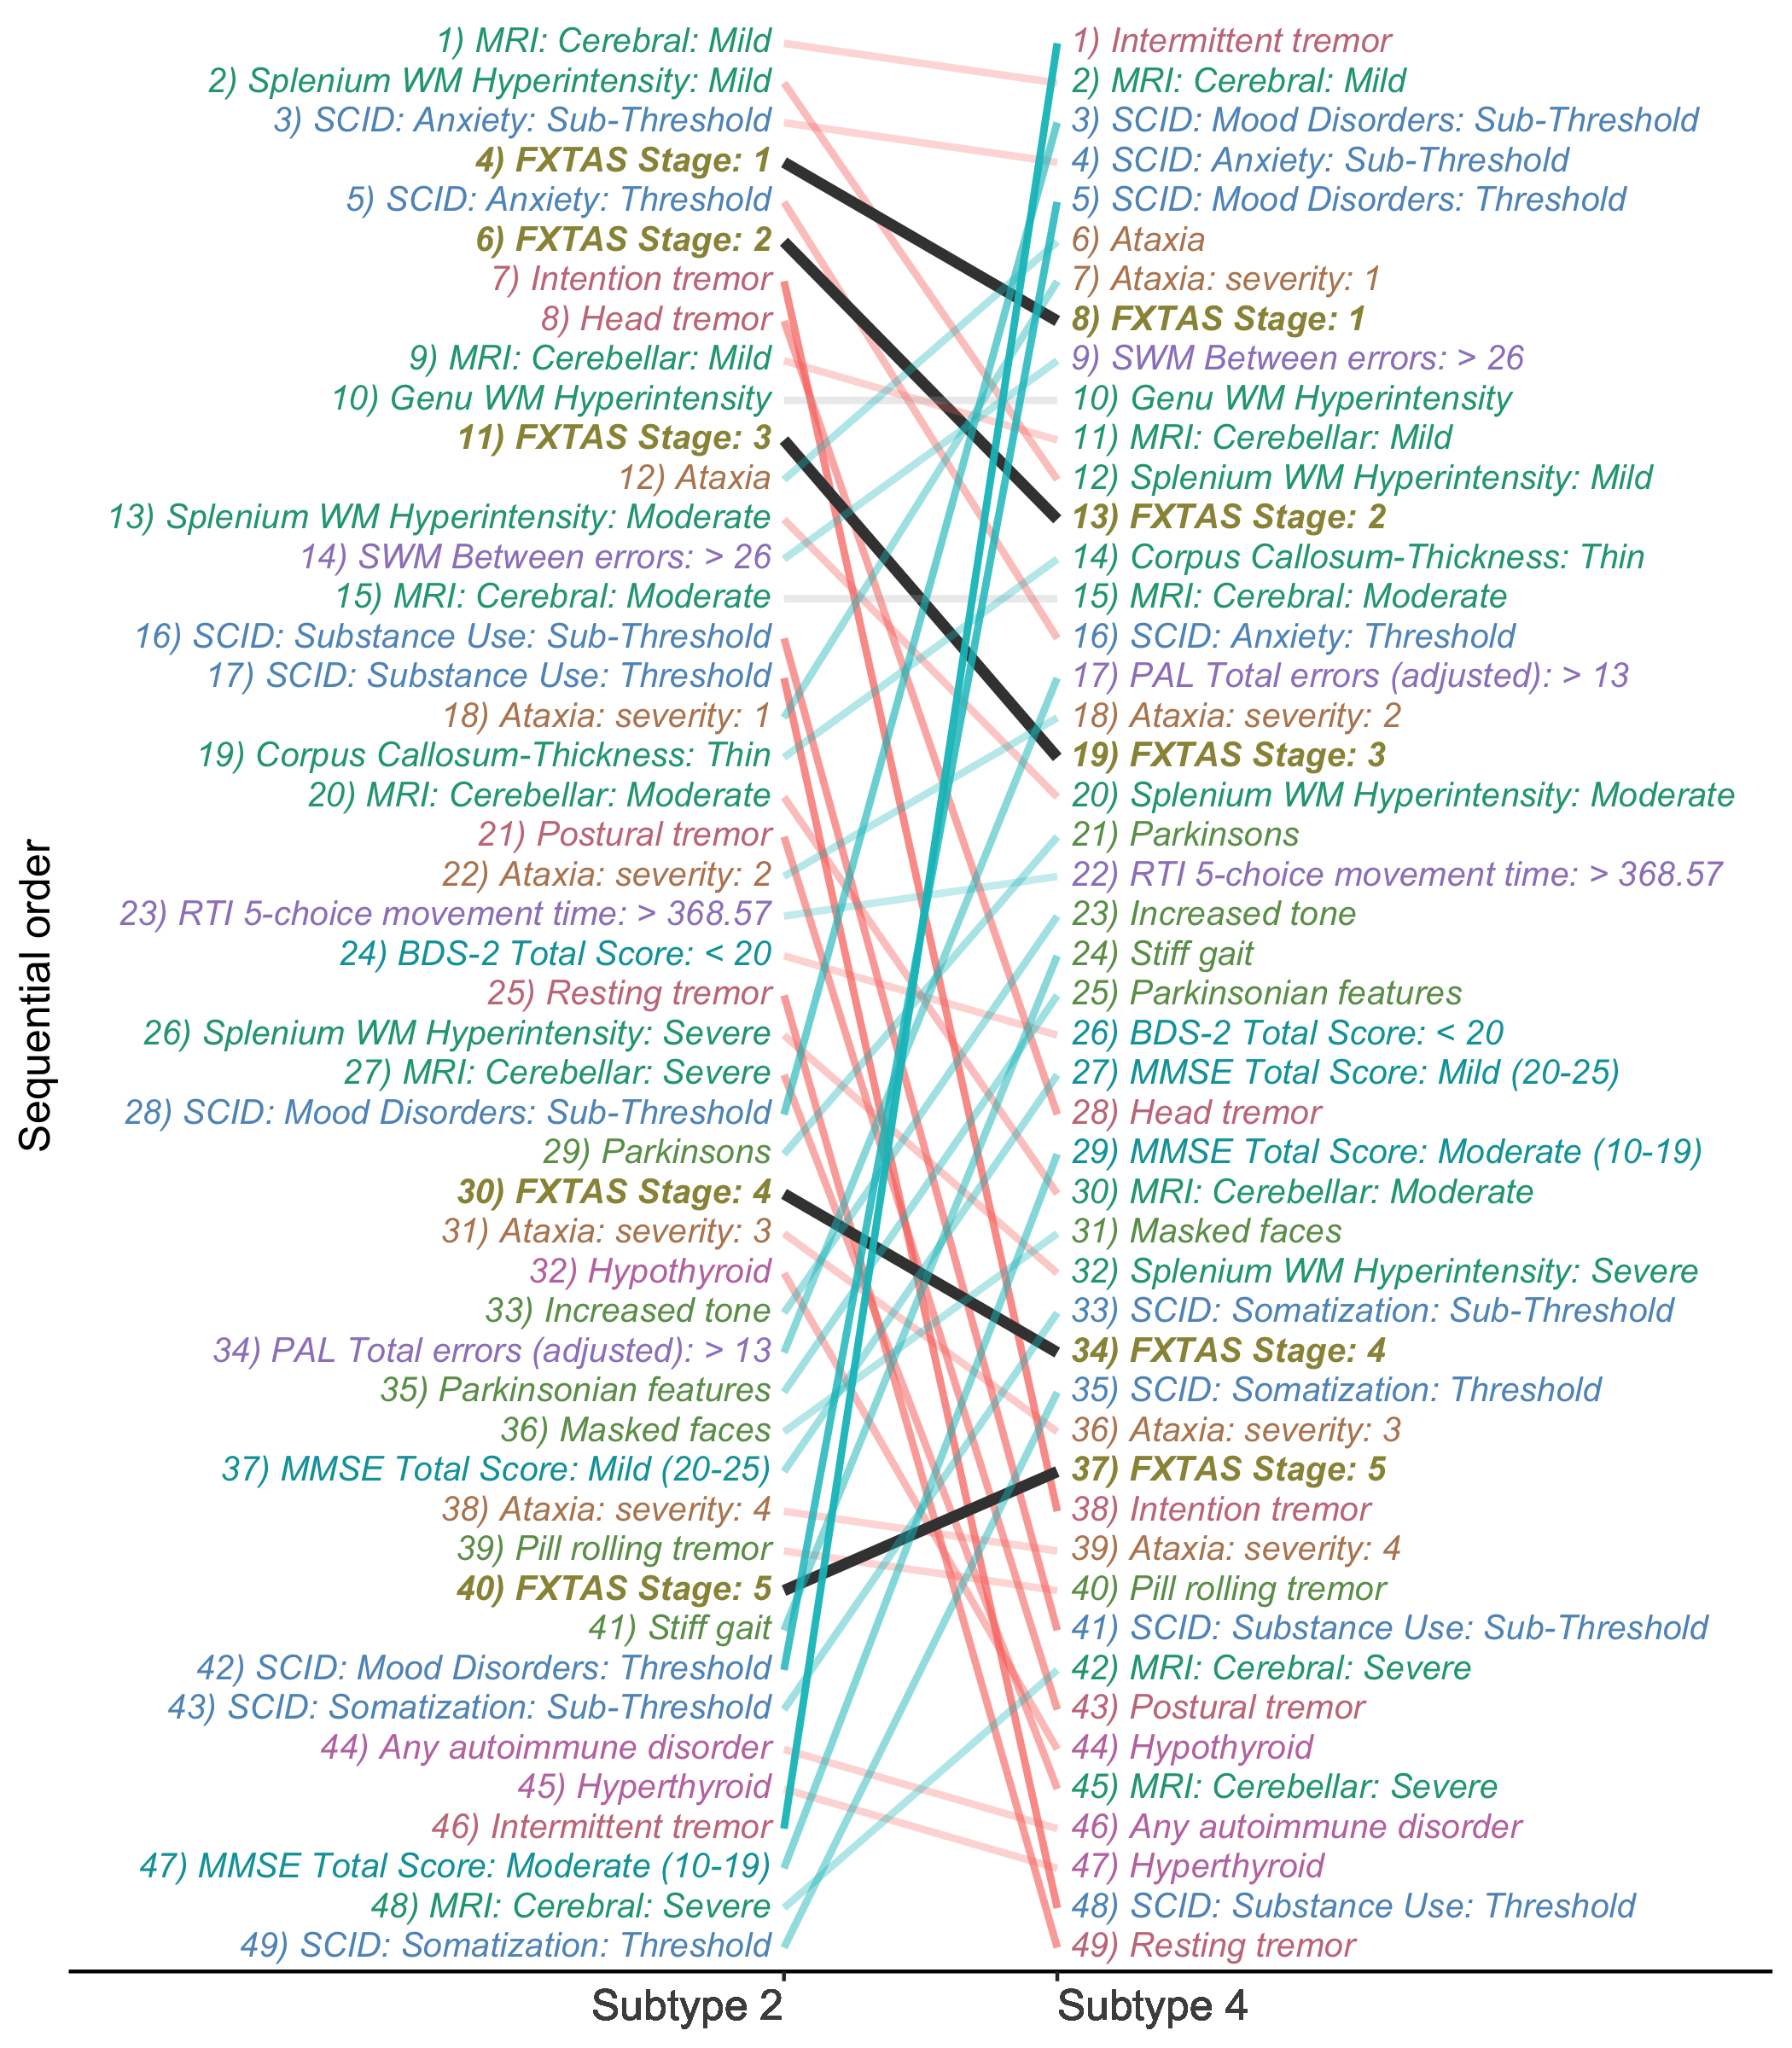 Sequential order
1) MRI: Cerebral: Mild
2) Splenium WM Hyperintensity: Mild
3) SCID: Anxiety: Sub-Threshold
4) FXTAS Stage: 1
5) SCID: Anxiety: Threshold
6) FXTAS Stage: 2
7) Intention tremor
8) Head tremor
9) MRI: Cerebellar: Mild
10) Genu WM Hyperintensity
11) FXTAS Stage: 3
12) Ataxia
13) Splenium WM Hyperintensity: Moderate
14) SWM Between errors: > 26
15) MRI: Cerebral: Moderate
16) SCID: Substance Use: Sub-Threshold
17) SCID: Substance Use: Threshold
18) Ataxia: severity: 1
19) Corpus Callosum-Thickness: Thin
20) MRI: Cerebellar: Moderate
21) Postural tremor
22) Ataxia: severity: 2
23) RTI 5-choice movement time: > 368.57
24) BDS-2 Total Score: < 20
25) Resting tremor
26) Splenium WM Hyperintensity: Severe
27) MRI: Cerebellar: Severe
28) SCID: Mood Disorders: Sub-Threshold
29) Parkinsons
30) FXTAS Stage: 4
31) Ataxia: severity: 3
32) Hypothyroid
33) Increased tone
34) PAL Total errors (adjusted): > 13
35) Parkinsonian features
36) Masked faces
37) MMSE Total Score: Mild (20-25)
38) Ataxia: severity: 4
39) Pill rolling tremor
40) FXTAS Stage: 5
41) Stiff gait
42) SCID: Mood Disorders: Threshold
43) SCID: Somatization: Sub-Threshold
44) Any autoimmune disorder
45) Hyperthyroid
46) Intermittent tremor
47) MMSE Total Score: Moderate (10-19)
48) MRI: Cerebral: Severe
49) SCID: Somatization: Threshold
Subtype 2
1) Intermittent tremor
2) MRI: Cerebral: Mild
3) SCID: Mood Disorders: Sub-Threshold
4) SCID: Anxiety: Sub-Threshold
5) SCID: Mood Disorders: Threshold
6) Ataxia
7) Ataxia: severity: 1
8) FXTAS Stage: 1
9) SWM Between errors: > 26
10) Genu WM Hyperintensity
11) MRI: Cerebellar: Mild
12) Splenium WM Hyperintensity: Mild
13) FXTAS Stage: 2
14) Corpus Callosum-Thickness: Thin
15) MRI: Cerebral: Moderate
16) SCID: Anxiety: Threshold
17) PAL Total errors (adjusted): > 13
18) Ataxia: severity: 2
19) FXTAS Stage: 3
20) Splenium WM Hyperintensity: Moderate
21) Parkinsons
22) RTI 5-choice movement time: > 368.57
23) Increased tone
24) Stiff gait
25) Parkinsonian features
26) BDS-2 Total Score: < 20
27) MMSE Total Score: Mild (20-25)
28) Head tremor
29) MMSE Total Score: Moderate (10-19)
30) MRI: Cerebellar: Moderate
31) Masked faces
32) Splenium WM Hyperintensity: Severe
33) SCID: Somatization: Sub-Threshold
34) FXTAS Stage: 4
35) SCID: Somatization: Threshold
36) Ataxia: severity: 3
37) FXTAS Stage: 5
38) Intention tremor
39) Ataxia: severity: 4
40) Pill rolling tremor
41) SCID: Substance Use: Sub-Threshold
42) MRI: Cerebral: Severe
43) Postural tremor
44) Hypothyroid
45) MRI: Cerebellar: Severe
46) Any autoimmune disorder
47) Hyperthyroid
48) SCID: Substance Use: Threshold
49) Resting tremor
Subtype 4